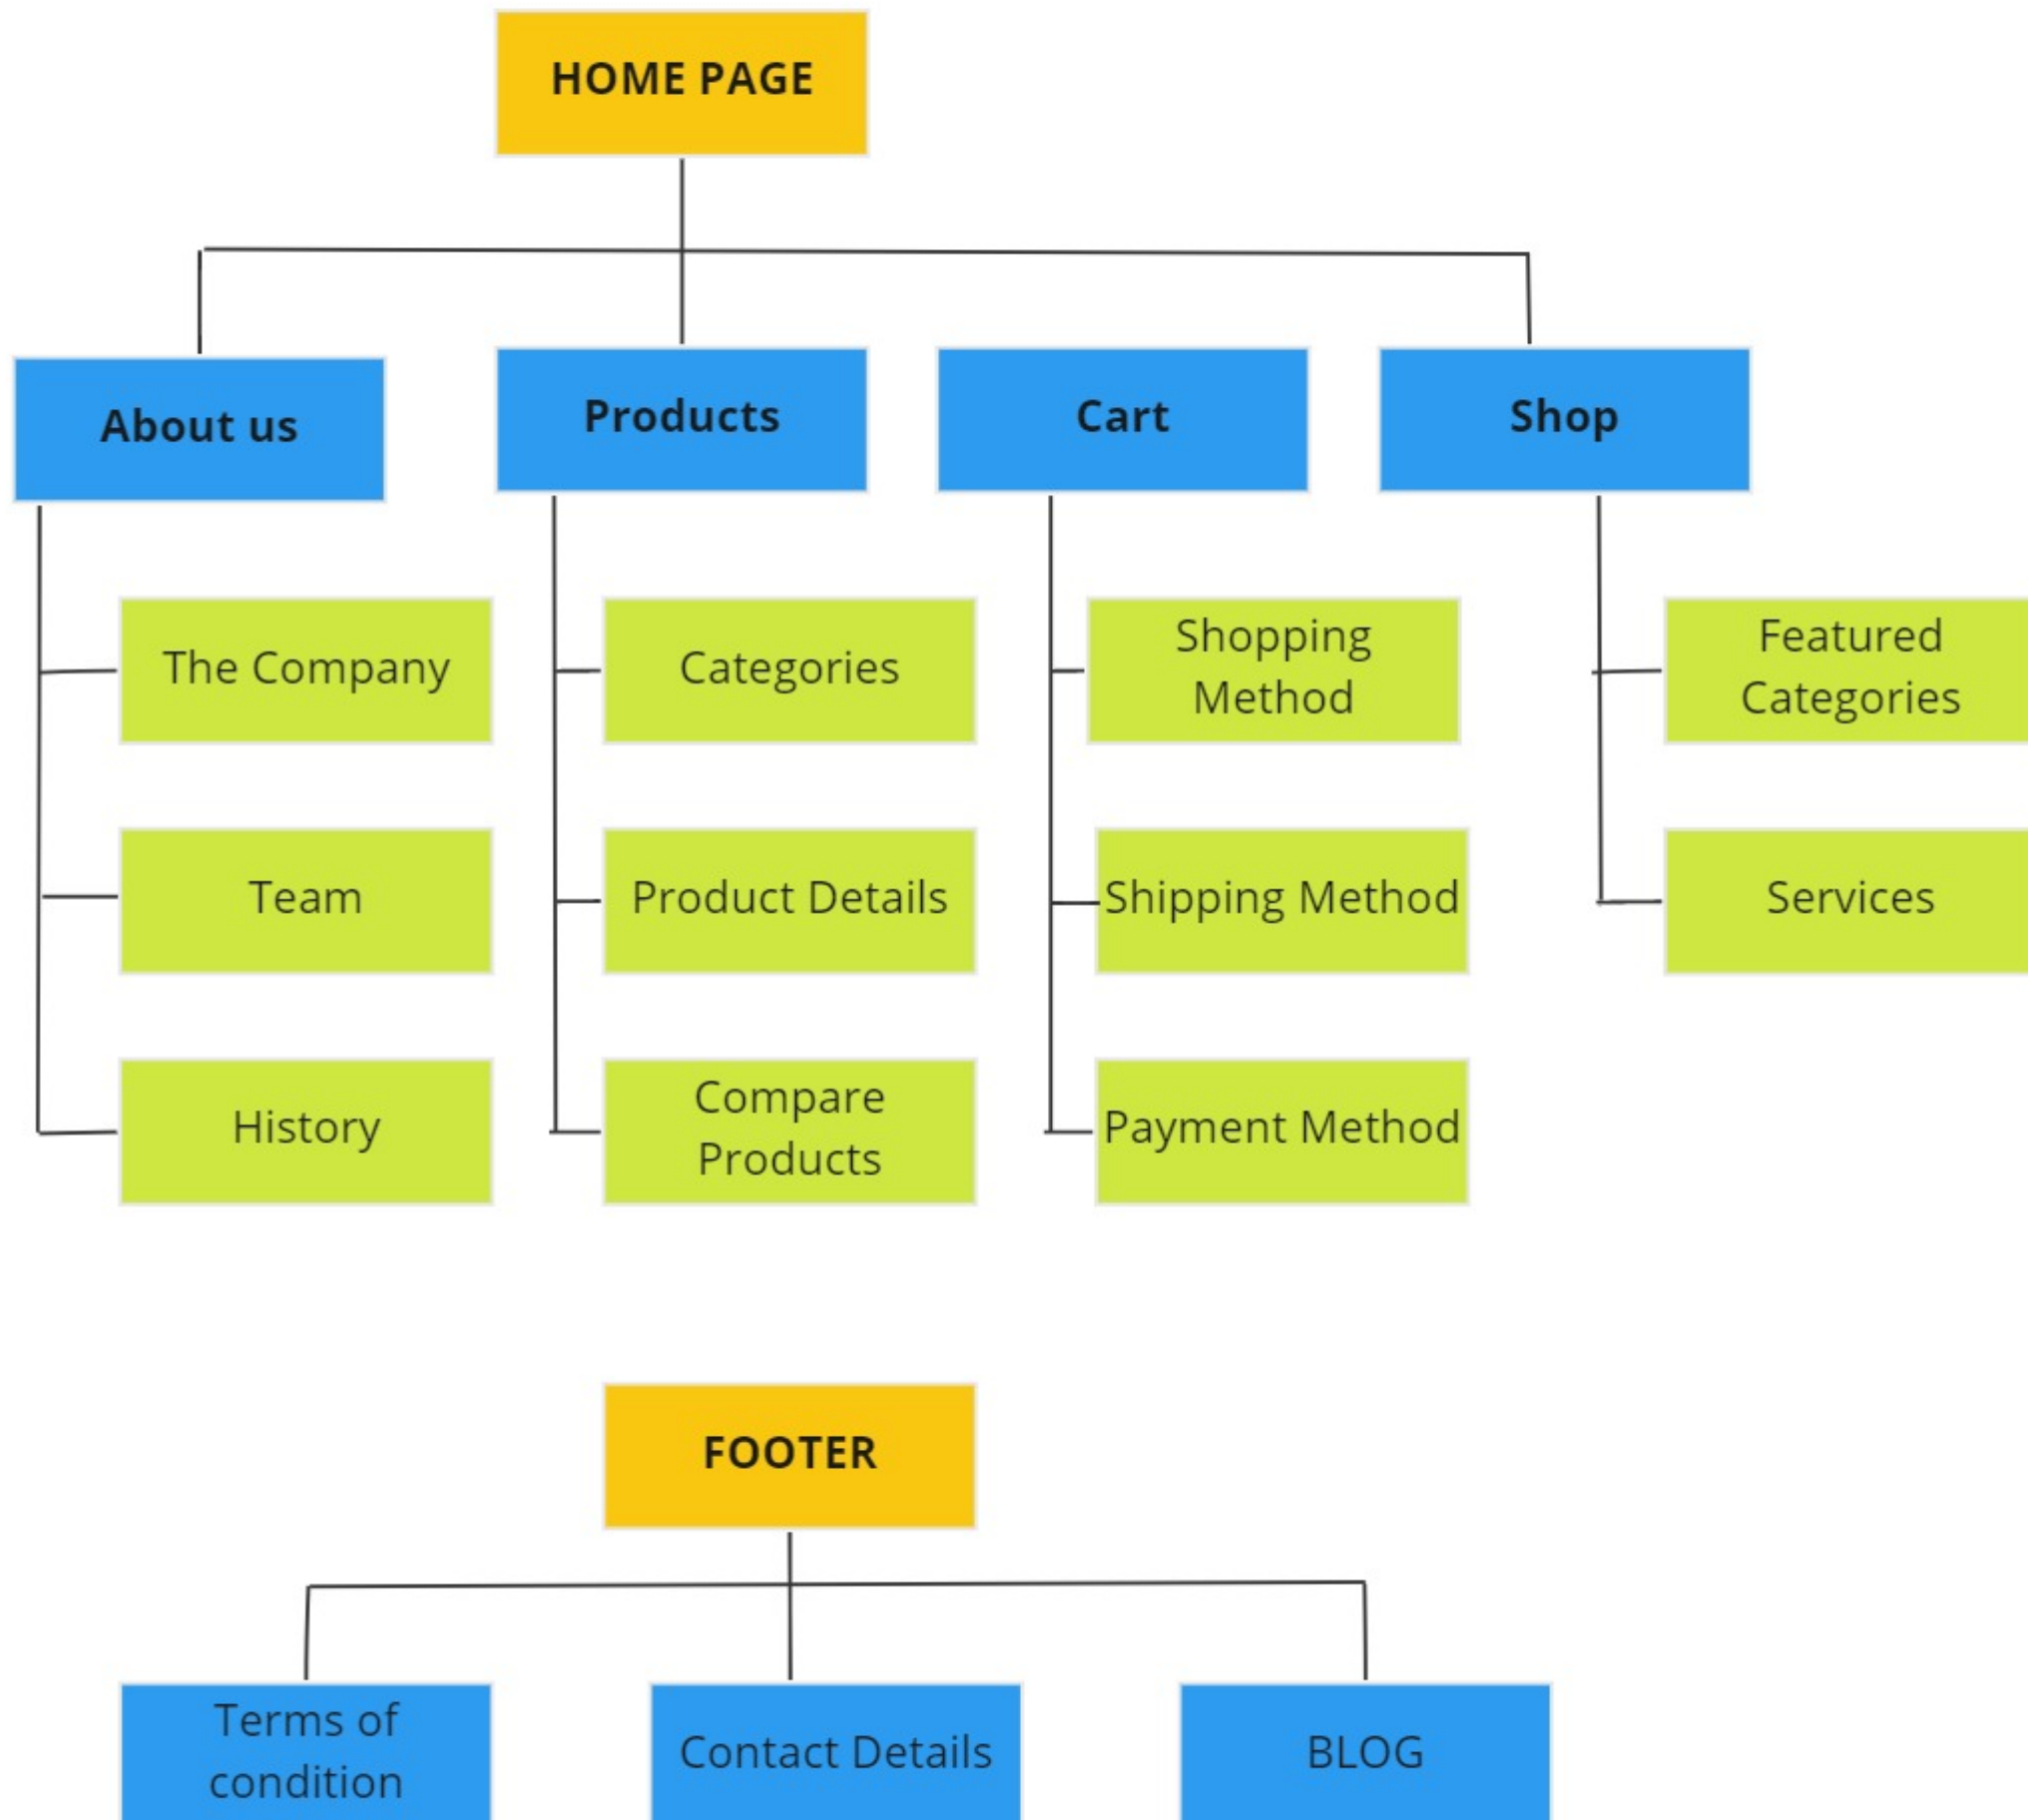 HOME PAGE
About us
Products
Cart
Shop
The Company
Categories
Shopping
Method
Featured
Categories
Team
Product Details
Shipping Method
Services
History
Compare
Products
Payment Method
FOOTER
Terms of
condition
Contact Details
BLOG